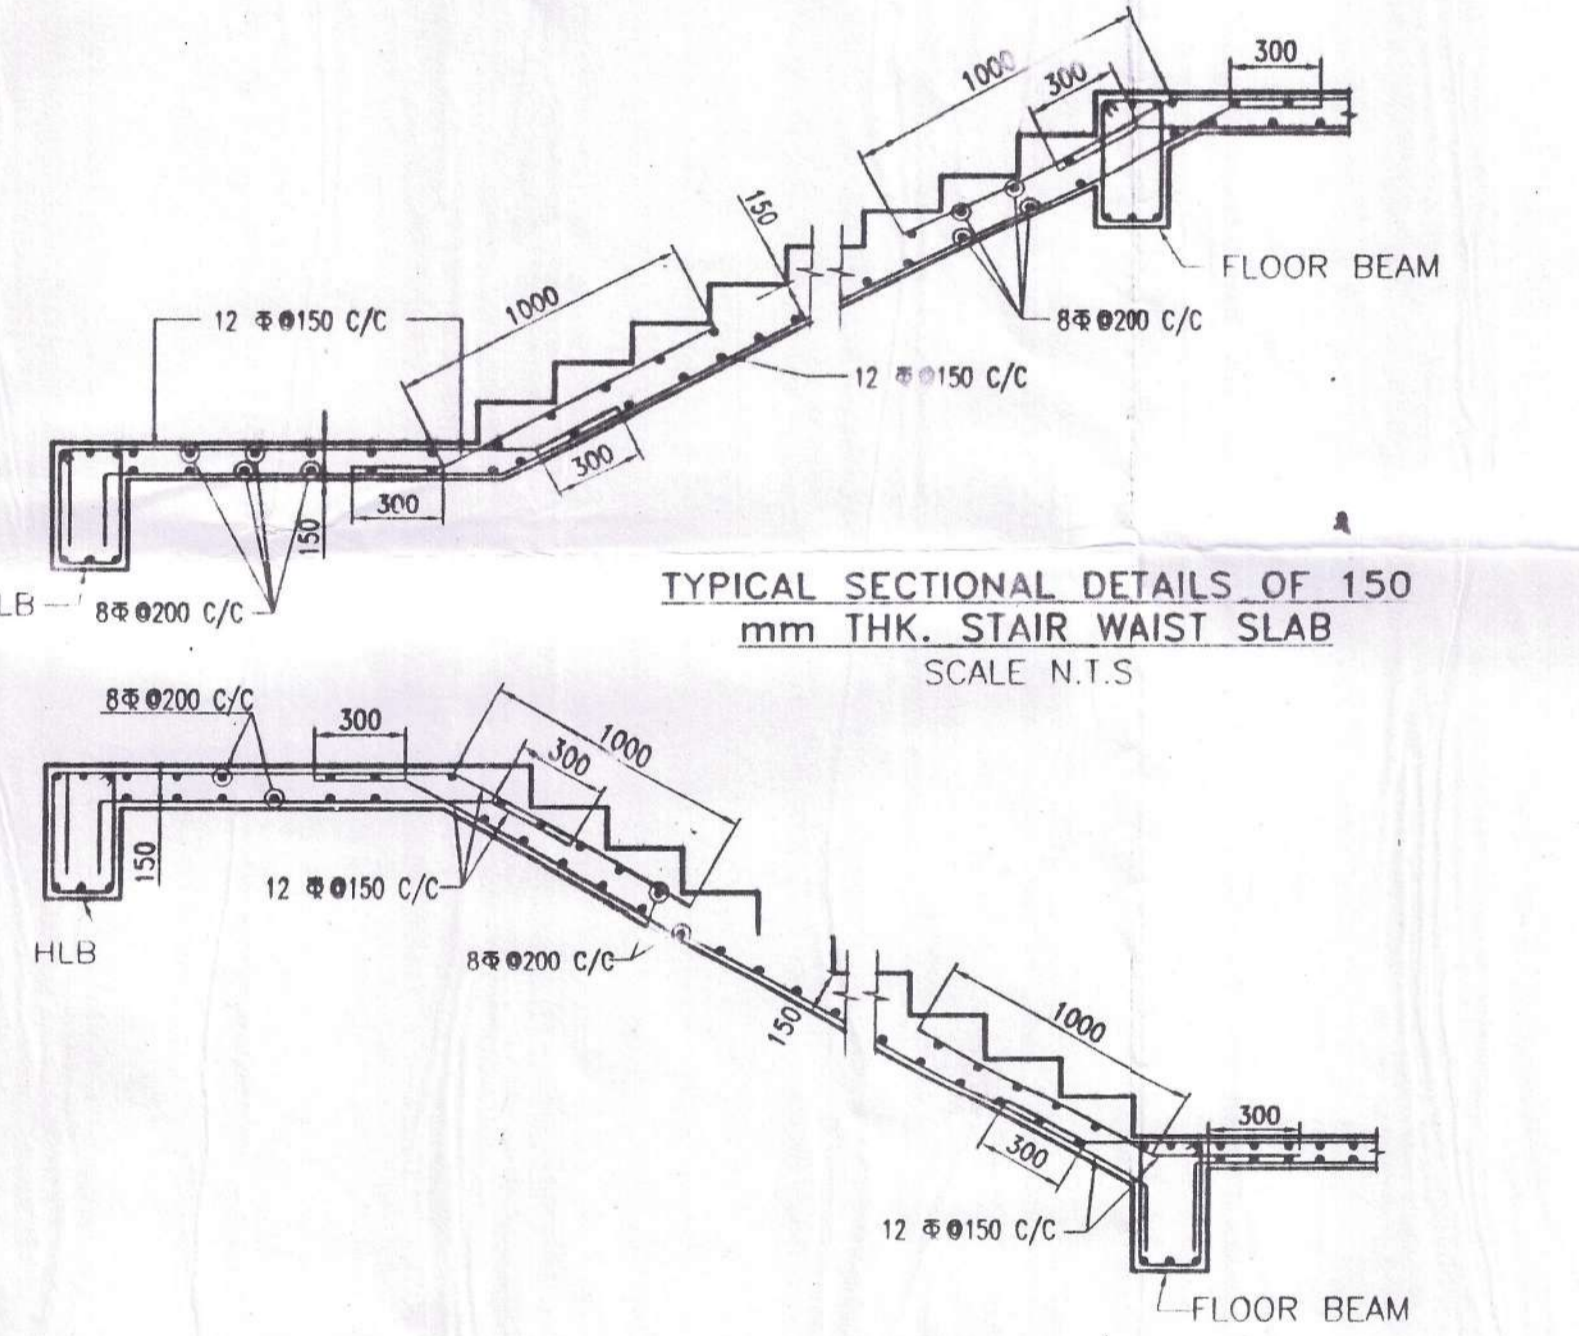 1000
300
300
FLOOR BEAM
150
1000
12 Φ @150 C/C
8Φ @200 C/C
12 Φ @150 C/C
300
300
150
LB
8Φ @200 C/C
TYPICAL SECTIONAL DETAILS OF 150
mm THK. STAIR WAIST SLAB
SCALE N.T.S
8Φ @200 C/C
300
1000
300
150
12 Φ @150 C/C
HLB
8Φ @200 C/C
150
1000
300
300
12 Φ @150 C/C
FLOOR BEAM